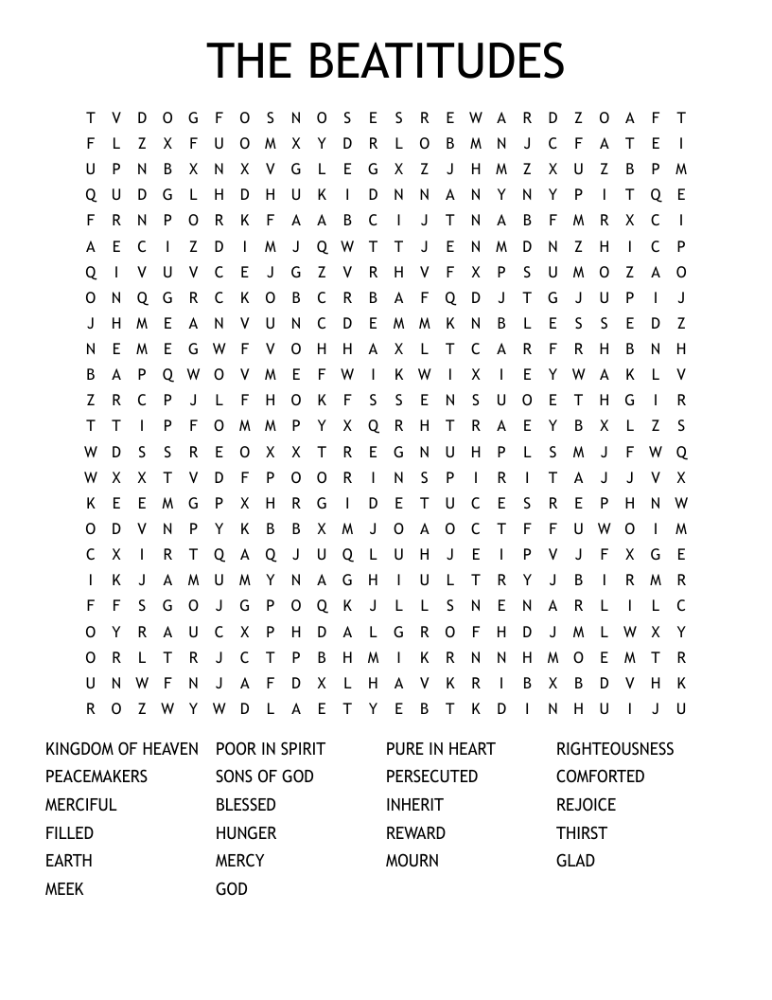 THE BEATITUDES
T V D O G F O S N O S E S R E W A R D Z O A F T
F L Z X F U O M X Y D R L O B M N J C F A T E I
U P N B X N X V G L E G X Z J H M Z X U Z B P M
Q U D G L H D H U K I D N N A N Y N Y P I T Q E
F R N P O R K F A A B C I J T N A B F M R X C I
A E C I Z D I M J Q W T T J E N M D N Z H I C P
Q I V U V C E J G Z V R H V F X P S U M O Z A O
O N Q G R C K O B C R B A F Q D J T G J U P I J
J H M E A N V U N C D E M M K N B L E S S E D Z
N E M E G W F V O H H A X L T C A R F R H B N H
B A P Q W O V M E F W I K W I X I E Y W A K L V
Z R C P J L F H O K F S S E N S U O E T H G I R
T T I P F O M M P Y X Q R H T R A E Y B X L Z S
W D S S R E O X X T R E G N U H P L S M J F W Q
W X X T V D F P O O R I N S P I R I T A J J V X
K E E M G P X H R G I D E T U C E S R E P H N W
O D V N P Y K B B X M J O A O C T F F U W O I M
C X I R T Q A Q J U Q L U H J E I P V J F X G E
I K J A M U M Y N A G H I U L T R Y J B I R M R
F F S G O J G P O Q K J L L S N E N A R L I L C
O Y R A U C X P H D A L G R O F H D J M L W X Y
O R L T R J C T P B H M I K R N N H M O E M T R
U N W F N J A F D X L H A V K R I B X B D V H K
R O Z W Y W D L A E T Y E B T K D I N H U I J U
KINGDOM OF HEAVEN POOR IN SPIRIT PURE IN HEART RIGHTEOUSNESS
PEACEMAKERS SONS OF GOD PERSECUTED COMFORTED
MERCIFUL BLESSED INHERIT REJOICE
FILLED HUNGER REWARD THIRST
EARTH MERCY MOURN GLAD
MEEK GOD